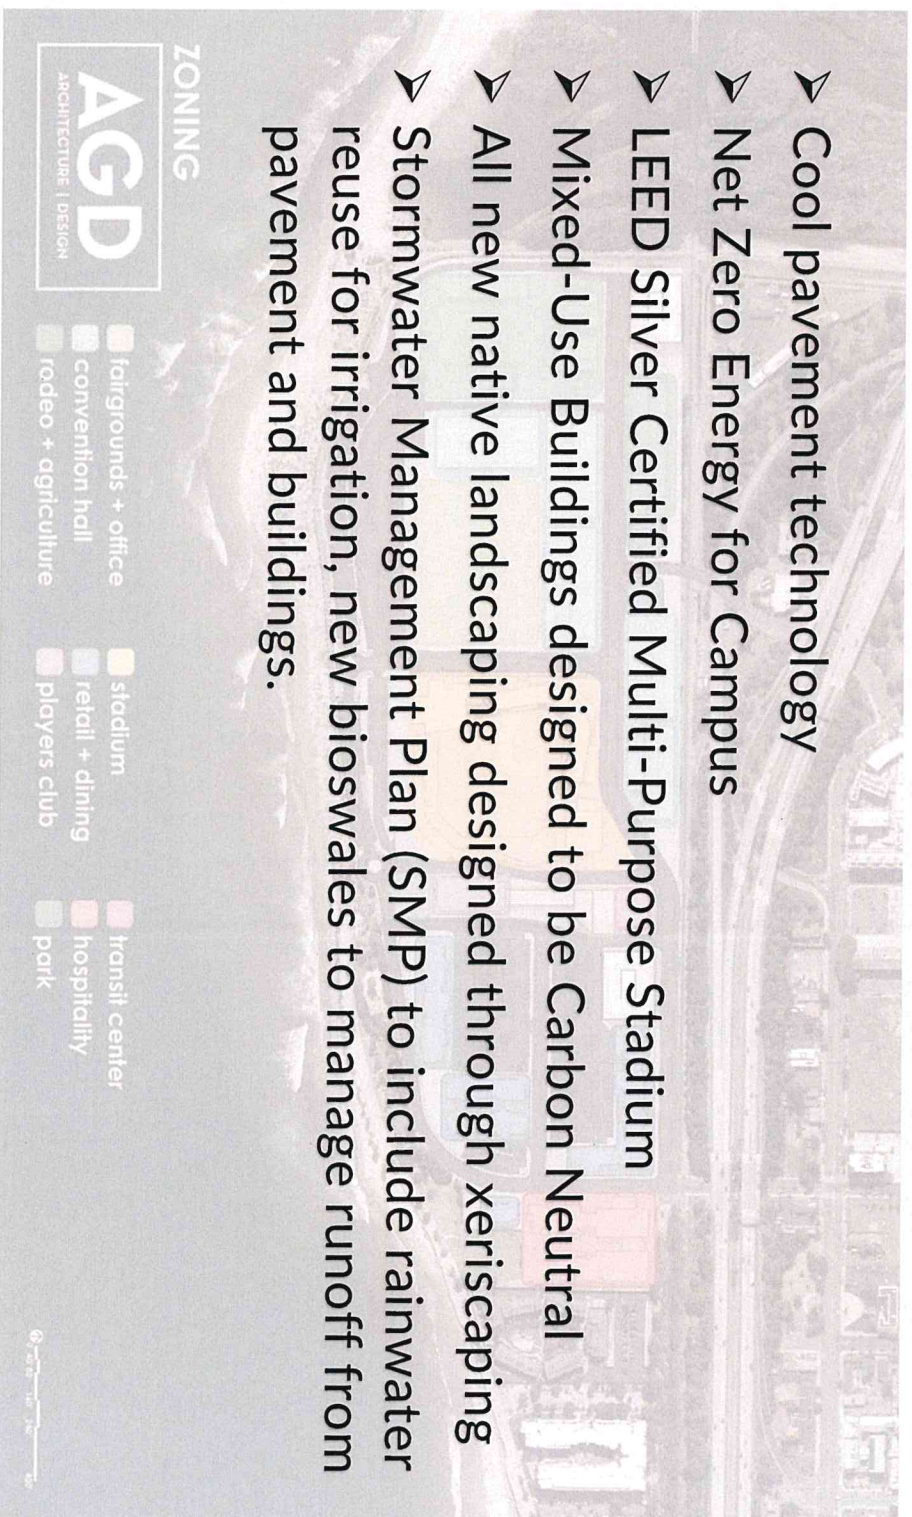 ➢ Cool pavement technology
➢ Net Zero Energy for Campus
➢ LEED Silver Certified Multi-Purpose Stadium
➢ Mixed-Use Buildings designed to be Carbon Neutral
➢ All new native landscaping designed through xeriscaping
➢ Stormwater Management Plan (SMP) to include rainwater
reuse for irrigation, new bioswales to manage runoff from
pavement and buildings.
ZONING
AGD
ARCHITECTURE | DESIGN
fairgrounds + office
convention hall
rodeo + agriculture
stadium
retail + dining
players club
transit center
hospitality
park